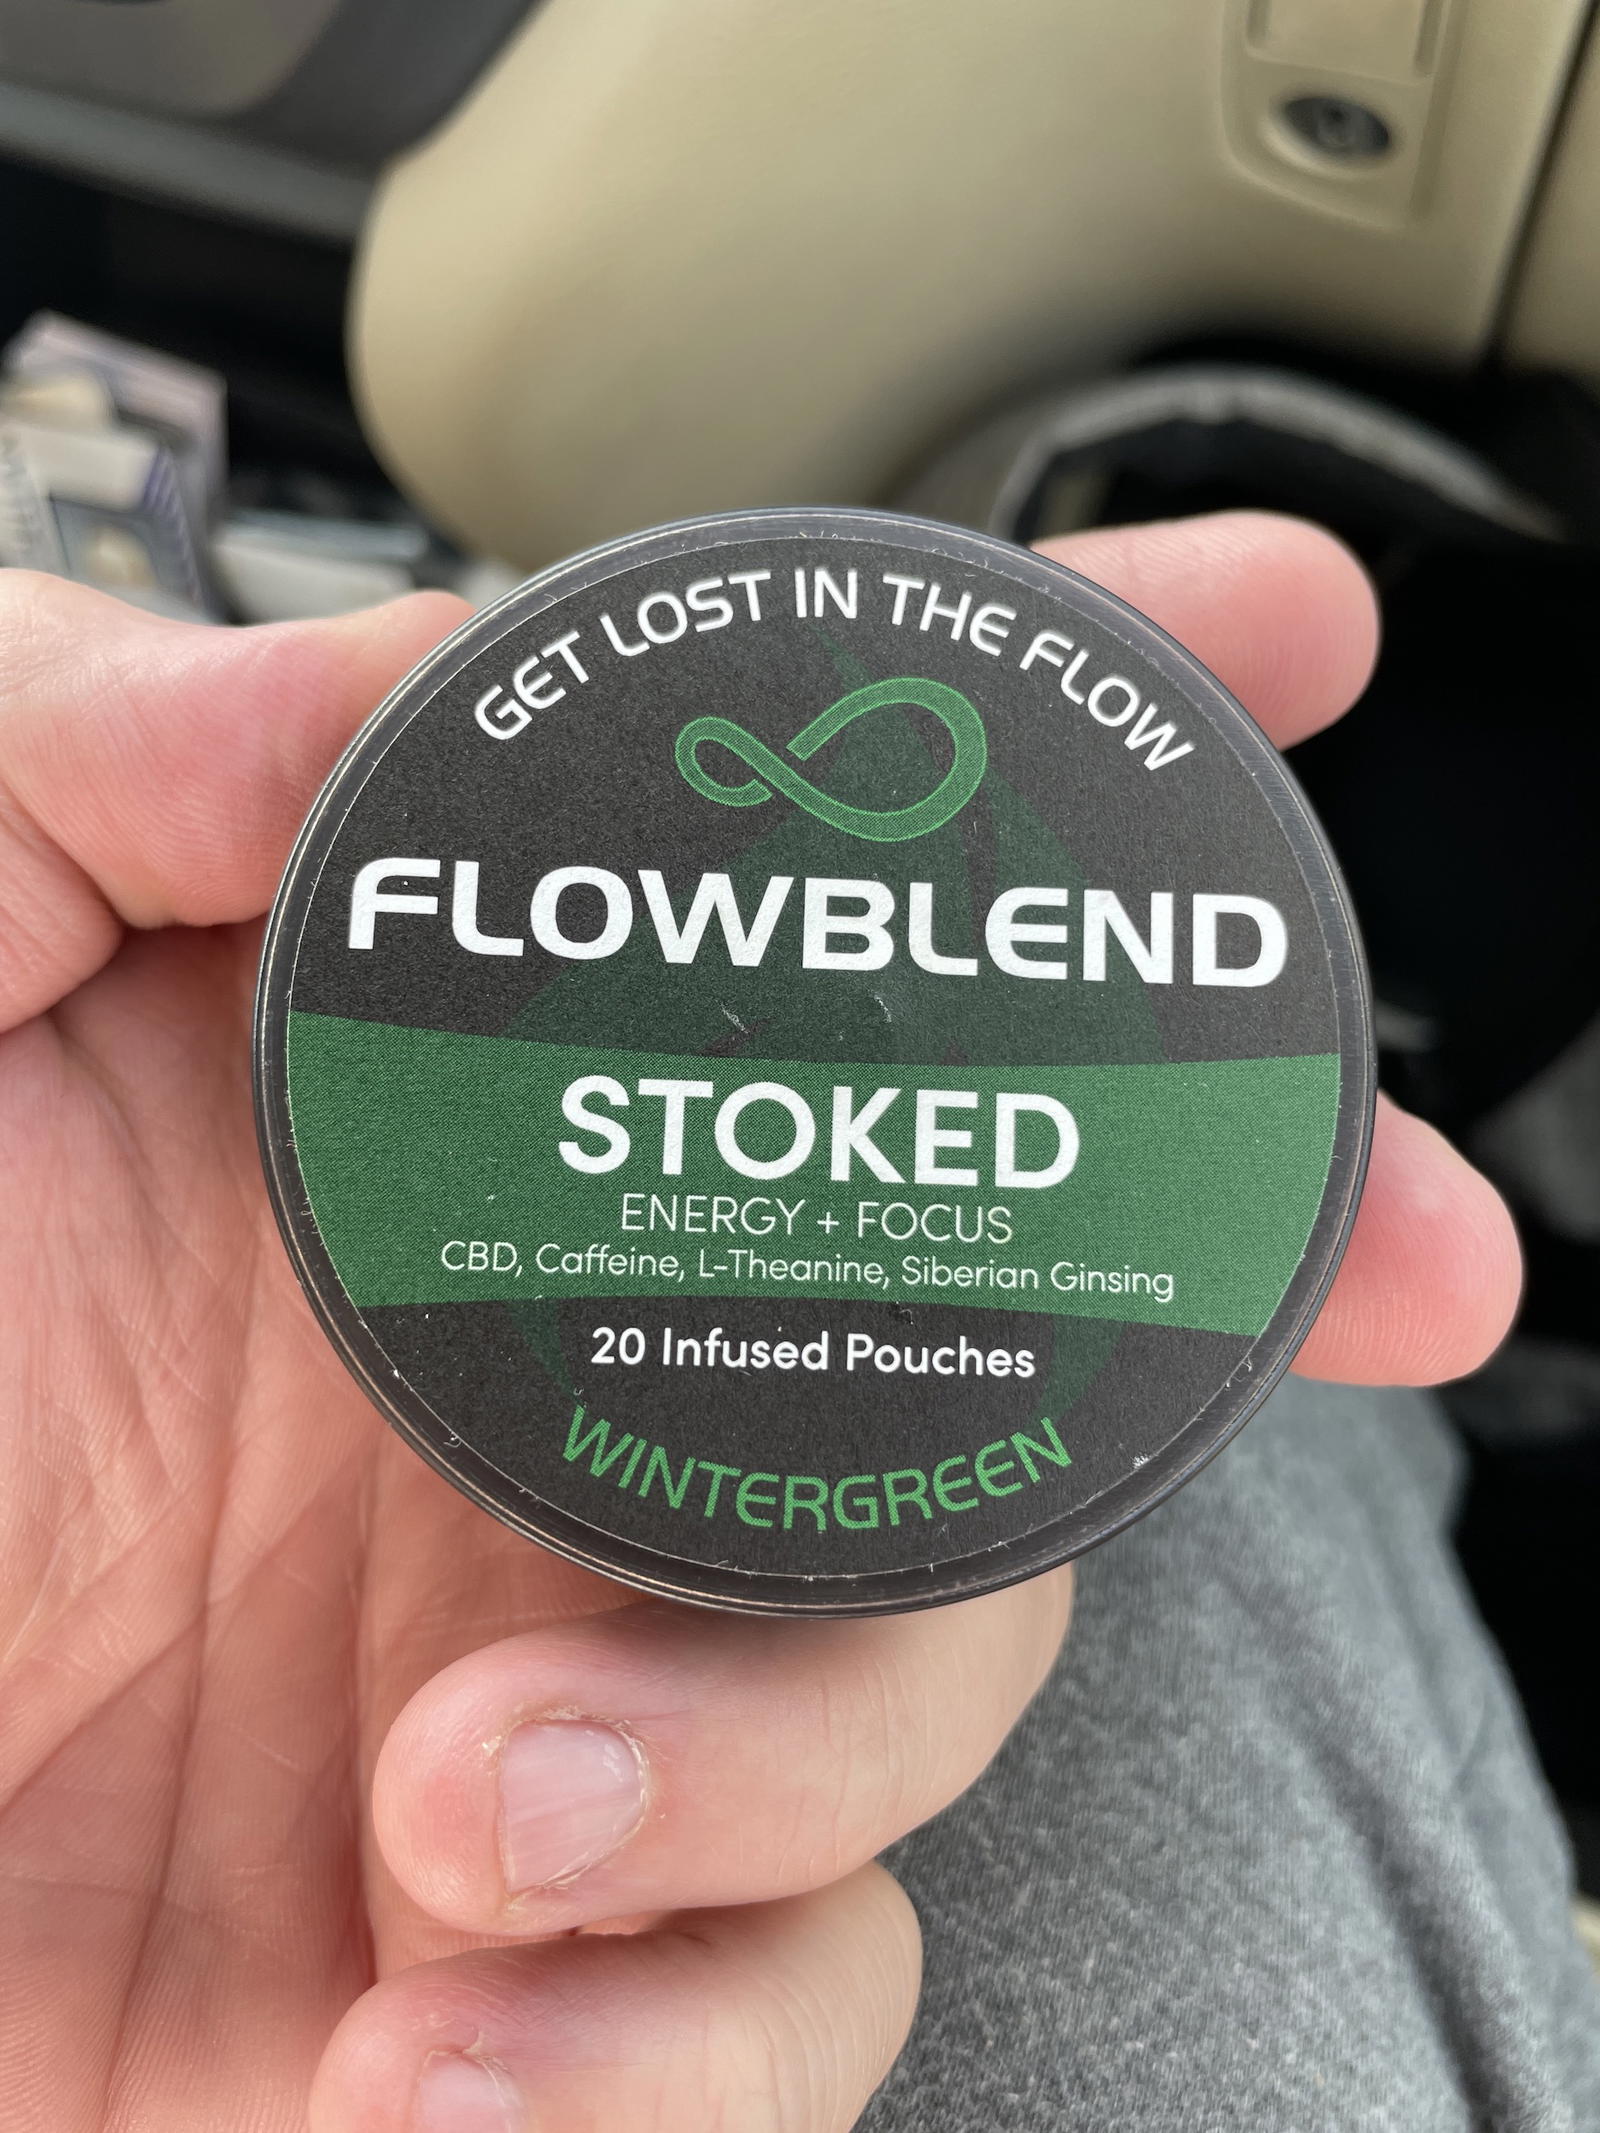 GET LOST IN THE FLOW
FLOWBLEND
STOKED
ENERGY + FOCUS
CBD, Caffeine, L-Theanine, Siberian Ginsing
20 Infused Pouches
WINTERGREEN